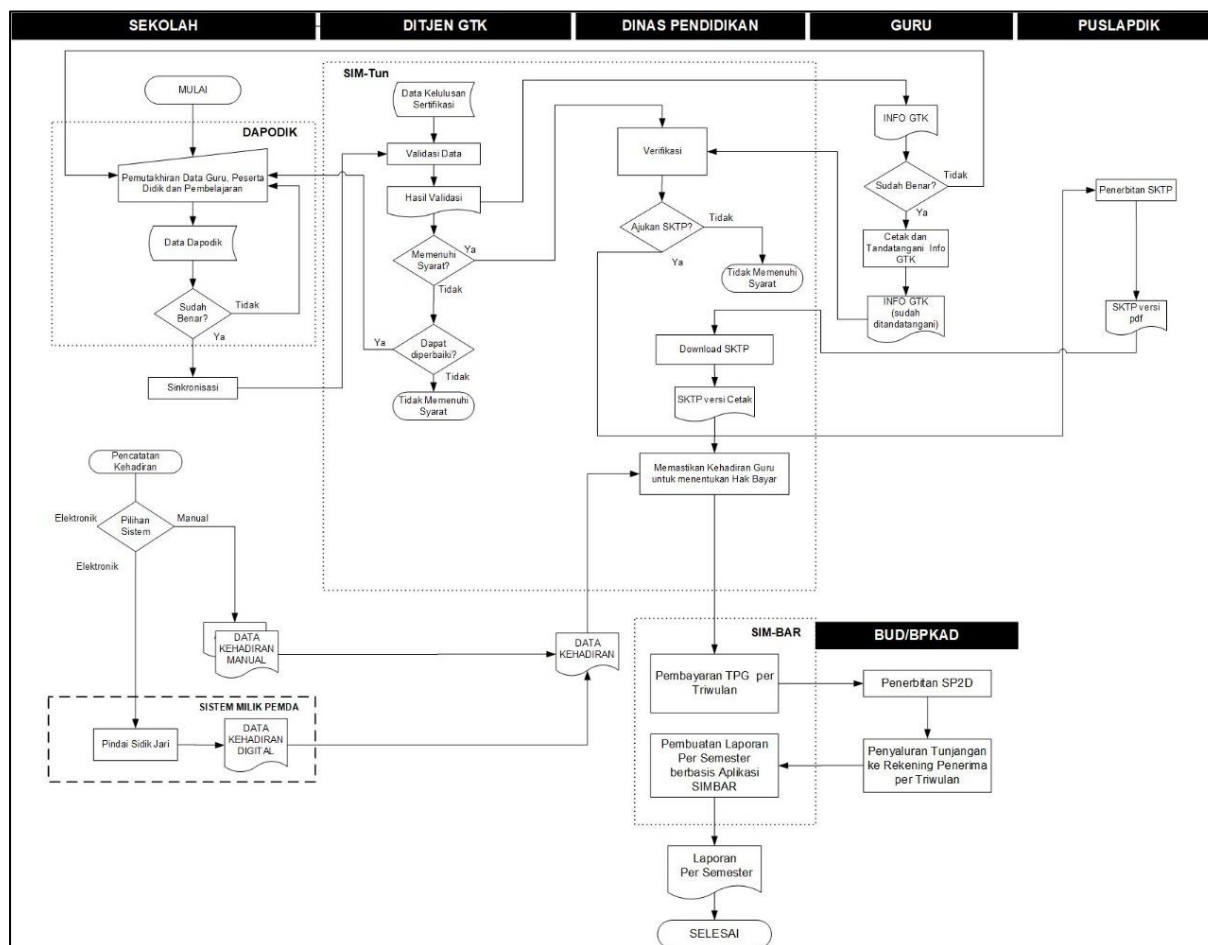 SEKOLAH
DITJEN GTK
DINAS PENDIDIKAN
GURU
PUSLAPDIK
SIM-Tun
MULAI
DAPODIK
Pemutakhiran Data Guru, Peserta
Didik dan Pembelajaran
Data Dapodik
Sudah
Benar?
Tidak
Ya
Sinkronisasi
Data Kelulusan
Sertifikasi
Validasi Data
Hasil Validasi
Memenuhi
Syarat?
Ya
Tidak
Dapat
diperbaiki?
Ya
Tidak
Tidak Memenuhi
Syarat
Verifikasi
Ajukan SKTP?
Tidak
Ya
Tidak Memenuhi
Syarat
Download SKTP
SKTP versi Cetak
Memastikan Kehadiran Guru
untuk menentukan Hak Bayar
INFO GTK
Sudah Benar?
Tidak
Ya
Cetak dan
Tandatangani Info
GTK
INFO GTK
(sudah
ditandatangani)
Penerbitan SKTP
SKTP versi
pdf
Pencatatan
Kehadiran
Elektronik
Pilihan
Sistem
Manual
Elektronik
DATA
KEHADIRAN
MANUAL
DATA
KEHADIRAN
SISTEM MILIK PEMDA
Pindai Sidik Jari
DATA
KEHADIRAN
DIGITAL
SIM-BAR
BUD/BPKAD
Pembayaran TPG per
Triwulan
Penerbitan SP2D
Pembuatan Laporan
Per Semester
berbasis Aplikasi
SIMBAR
Penyaluran Tunjangan
ke Rekening Penerima
per Triwulan
Laporan
Per Semester
SELESAI